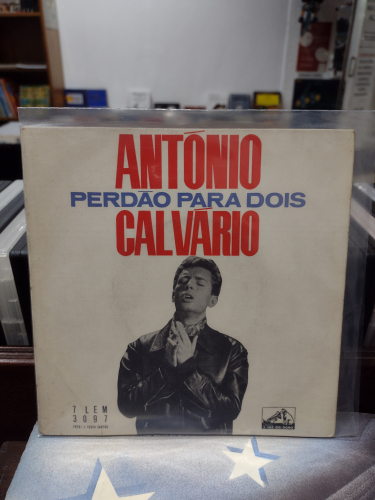 ANTÓNIO
PERDÃO PARA DOIS
CALVÁRIO
7 LEM
3097